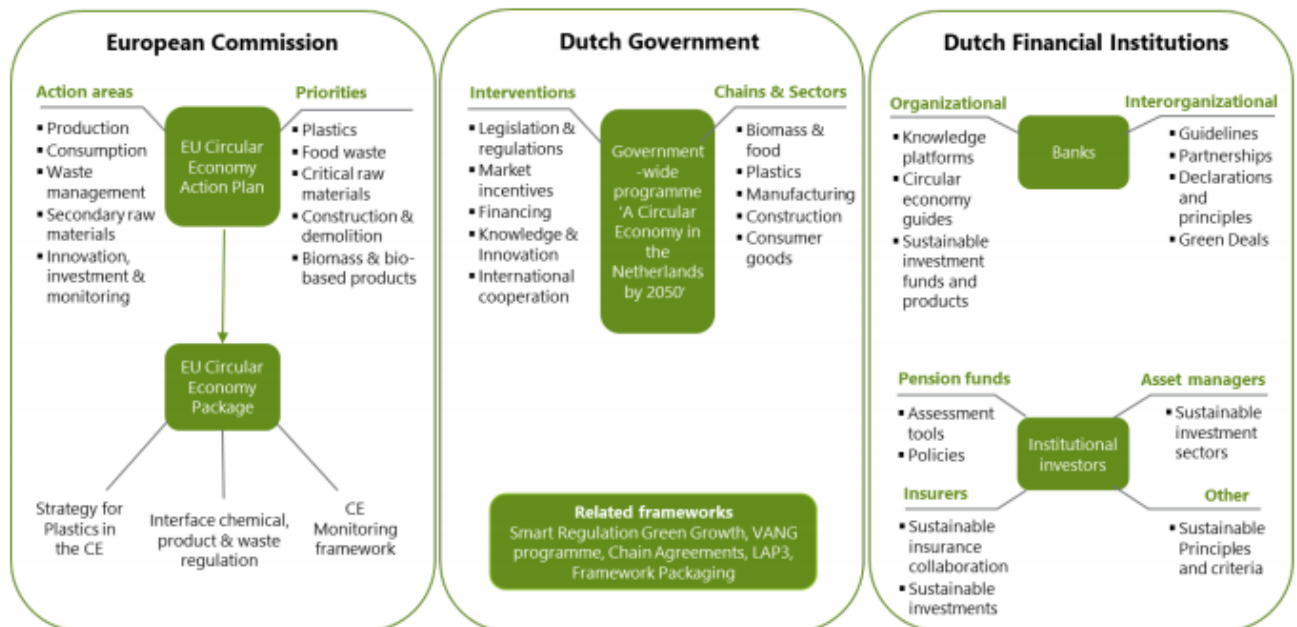 European Commission
Action areas
▪ Production
▪ Consumption
▪ Waste
management
▪ Secondary raw
materials
▪ Innovation,
investment &
monitoring
EU Circular
Economy
Action Plan
Priorities
▪ Plastics
▪ Food waste
▪ Critical raw
materials
▪ Construction &
demolition
▪ Biomass & bio-
based products
EU Circular
Economy
Package
Strategy for
Plastics in
the CE
Interface chemical,
product & waste
regulation
CE
Monitoring
framework
Dutch Government
Interventions
▪ Legislation &
regulations
▪ Market
incentives
▪ Financing
▪ Knowledge &
Innovation
▪ International
cooperation
Government
-wide
programme
'A Circular
Economy in
the
Netherlands
by 2050'
Chains & Sectors
▪ Biomass &
food
▪ Plastics
▪ Manufacturing
▪ Construction
▪ Consumer
goods
Related frameworks
Smart Regulation Green Growth, VANG
programme, Chain Agreements, LAP3,
Framework Packaging
Dutch Financial Institutions
Organizational
▪ Knowledge
platforms
▪ Circular
economy
guides
▪ Sustainable
investment
funds and
products
Banks
Interorganizational
▪ Guidelines
▪ Partnerships
▪ Declarations
and
principles
▪ Green Deals
Pension funds
▪ Assessment
tools
▪ Policies
Asset managers
▪ Sustainable
investment
sectors
Institutional
investors
Insurers
▪ Sustainable
insurance
collaboration
▪ Sustainable
investments
Other
▪ Sustainable
Principles
and criteria